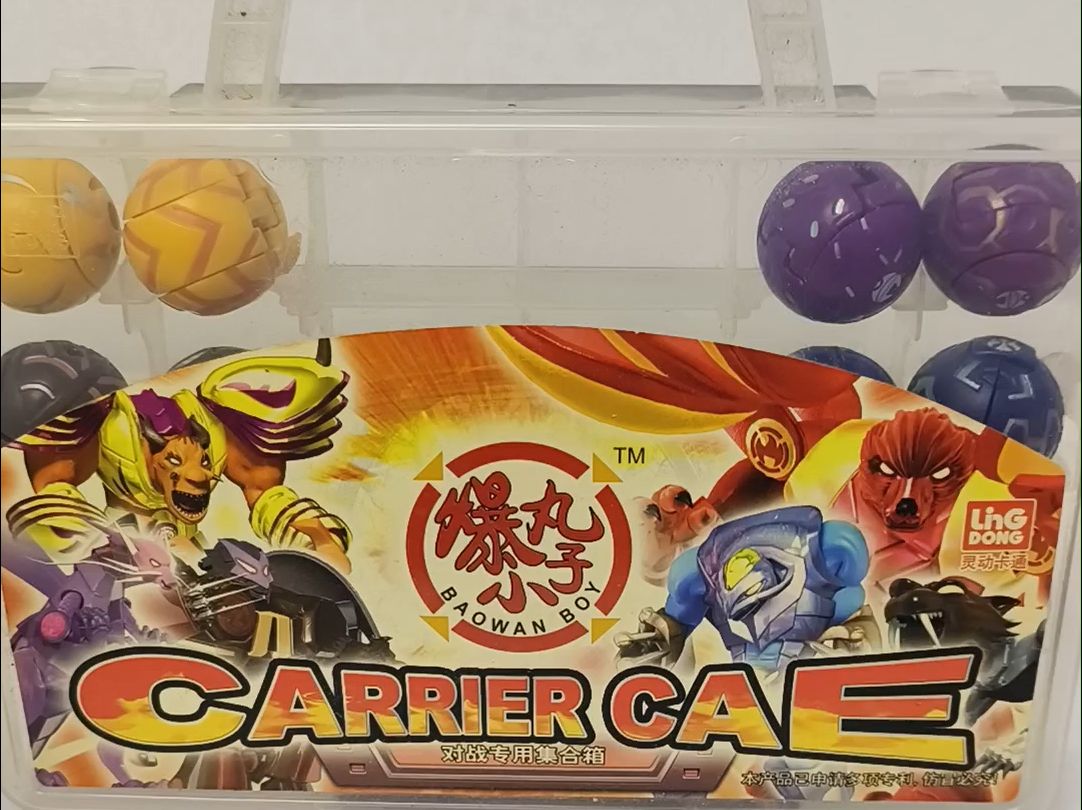 TM
爆丸
小子
BAOWAN BOY
LinG
DONG
灵动卡通
CARRIER CAE
对战专用集合箱
本产品已申请多项专利，仿冒必究！